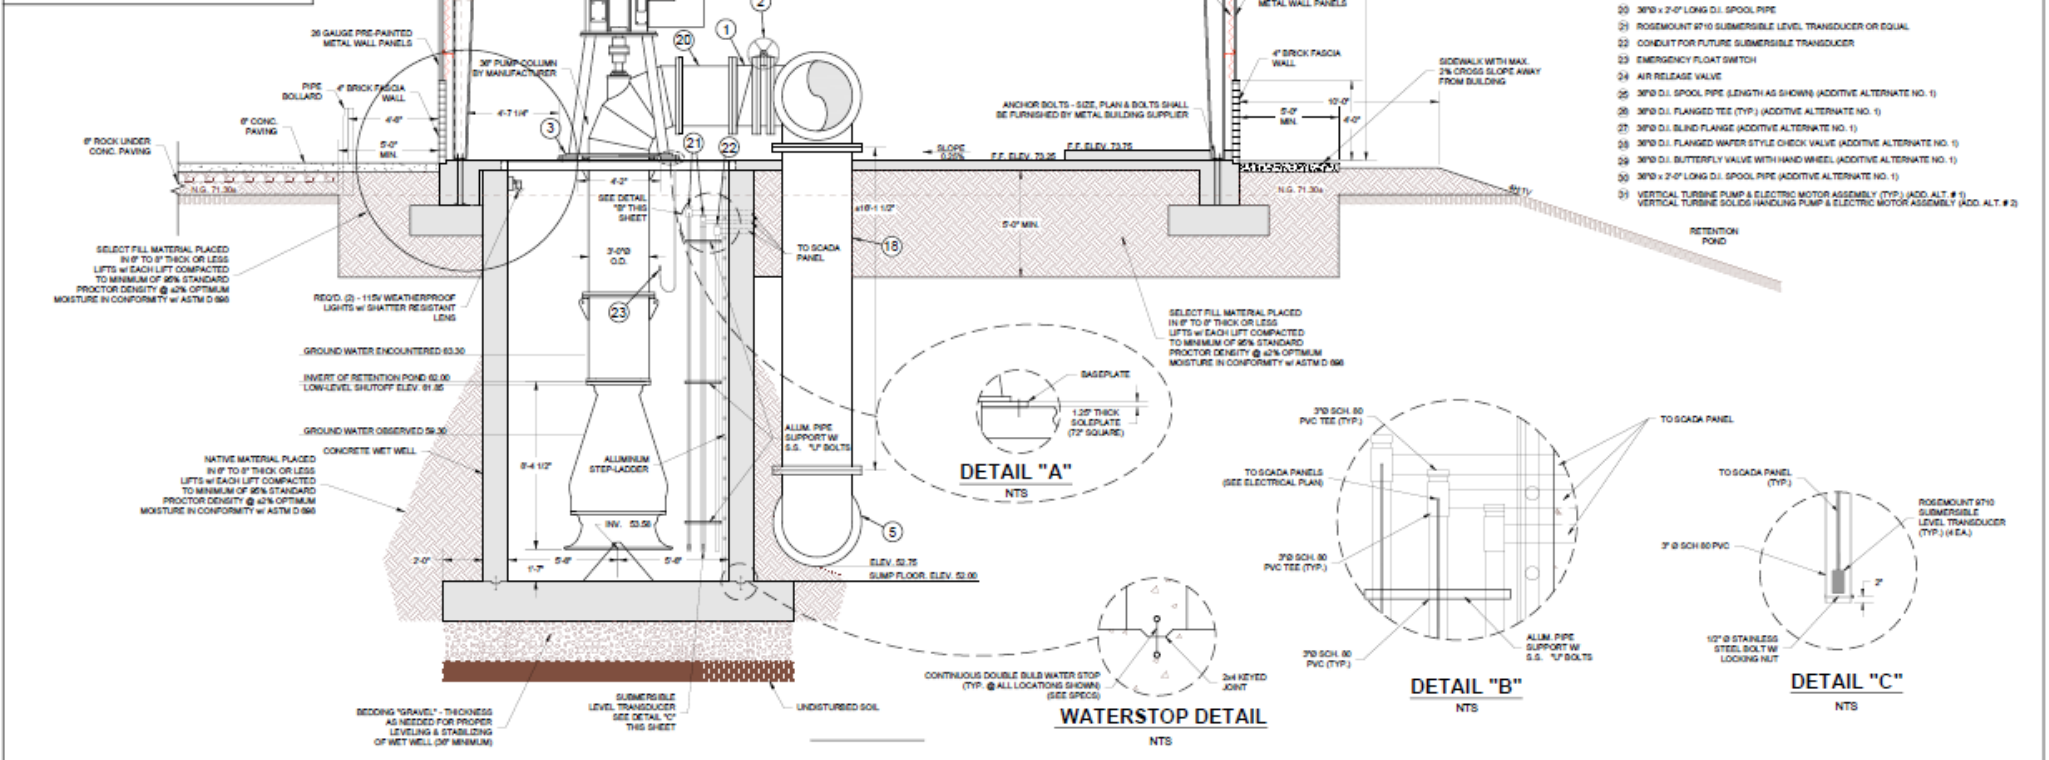 METAL WALL PANELS
26 GAUGE PRE-PAINTED
METAL WALL PANELS
36" PUMP COLUMN
BY MANUFACTURER
PIPE
BOLLARD
4" BRICK FASCIA
WALL
4'-6"
5'-0"
MIN.
4'-7 1/4"
6" CONC.
PAVING
6" ROCK UNDER
CONC. PAVING
N.G. 71.30±
1
2
3
20
21
22
4'-2"
SEE DETAIL
"B" THIS
SHEET
3'-0"Ø
O.D.
23
TO SCADA
PANEL
18
±16'-1 1/2"
5'-0" MIN.
SLOPE
0.25%
F.F. ELEV. 73.25
F.F. ELEV. 73.75
ANCHOR BOLTS - SIZE, PLAN & BOLTS SHALL
BE FURNISHED BY METAL BUILDING SUPPLIER
4" BRICK FASCIA
WALL
SIDEWALK WITH MAX.
2% CROSS SLOPE AWAY
FROM BUILDING
10'-0"
5'-0"
MIN.
4'-0"
N.G. 71.30±
20 36"Ø x 2'-0" LONG D.I. SPOOL PIPE
21 ROSEMOUNT 9710 SUBMERSIBLE LEVEL TRANSDUCER OR EQUAL
22 CONDUIT FOR FUTURE SUBMERSIBLE TRANSDUCER
23 EMERGENCY FLOAT SWITCH
24 AIR RELEASE VALVE
25 36"Ø D.I. SPOOL PIPE (LENGTH AS SHOWN) (ADDITIVE ALTERNATE NO. 1)
26 36"Ø D.I. FLANGED TEE (TYP.) (ADDITIVE ALTERNATE NO. 1)
27 36"Ø D.I. BLIND FLANGE (ADDITIVE ALTERNATE NO. 1)
28 36"Ø D.I. FLANGED WAFER STYLE CHECK VALVE (ADDITIVE ALTERNATE NO. 1)
29 36"Ø D.I. BUTTERFLY VALVE WITH HAND WHEEL (ADDITIVE ALTERNATE NO. 1)
30 36"Ø x 2'-0" LONG D.I. SPOOL PIPE (ADDITIVE ALTERNATE NO. 1)
31 VERTICAL TURBINE PUMP & ELECTRIC MOTOR ASSEMBLY (TYP.) (ADD. ALT. # 1)
VERTICAL TURBINE SOLIDS HANDLING PUMP & ELECTRIC MOTOR ASSEMBLY (ADD. ALT. # 2)
RETENTION
POND
SELECT FILL MATERIAL PLACED
IN 6" TO 8" THICK OR LESS
LIFTS w/ EACH LIFT COMPACTED
TO MINIMUM OF 95% STANDARD
PROCTOR DENSITY @ ±2% OPTIMUM
MOISTURE IN CONFORMITY w/ ASTM D 698
REQ'D. (2) - 115V WEATHERPROOF
LIGHTS w/ SHATTER RESISTANT
LENS
GROUND WATER ENCOUNTERED 63.30
INVERT OF RETENTION POND 62.00
LOW-LEVEL SHUTOFF ELEV. 61.85
GROUND WATER OBSERVED 59.30
CONCRETE WET WELL
NATIVE MATERIAL PLACED
IN 6" TO 8" THICK OR LESS
LIFTS w/ EACH LIFT COMPACTED
TO MINIMUM OF 95% STANDARD
PROCTOR DENSITY @ ±2% OPTIMUM
MOISTURE IN CONFORMITY w/ ASTM D 698
8'-4 1/2"
ALUMINUM
STEP-LADDER
ALUM. PIPE
SUPPORT W/
S.S. "U" BOLTS
INV. 53.58
2'-0"
5'-6"
5'-6"
1'-7"
5
ELEV. 52.75
SUMP FLOOR. ELEV. 52.00
BEDDING "GRAVEL" - THICKNESS
AS NEEDED FOR PROPER
LEVELING & STABILIZING
OF WET WELL (36" MINIMUM)
SUBMERSIBLE
LEVEL TRANSDUCER
SEE DETAIL "C"
THIS SHEET
UNDISTURBED SOIL
SELECT FILL MATERIAL PLACED
IN 6" TO 8" THICK OR LESS
LIFTS w/ EACH LIFT COMPACTED
TO MINIMUM OF 95% STANDARD
PROCTOR DENSITY @ ±2% OPTIMUM
MOISTURE IN CONFORMITY w/ ASTM D 698
BASEPLATE
1.25" THICK
SOLEPLATE
(72" SQUARE)
DETAIL "A"
NTS
CONTINUOUS DOUBLE BULB WATER STOP
(TYP. @ ALL LOCATIONS SHOWN)
(SEE SPECS)
2x4 KEYED
JOINT
WATERSTOP DETAIL
NTS
3"Ø SCH. 80
PVC TEE (TYP.)
TO SCADA PANEL
TO SCADA PANELS
(SEE ELECTRICAL PLAN)
3"Ø SCH. 80
PVC TEE (TYP.)
3"Ø SCH. 80
PVC (TYP.)
ALUM. PIPE
SUPPORT W/
S.S. "U" BOLTS
DETAIL "B"
NTS
TO SCADA PANEL
(TYP.)
ROSEMOUNT 9710
SUBMERSIBLE
LEVEL TRANSDUCER
(TYP.) (4 EA.)
3" Ø SCH 80 PVC
2"
1/2" Ø STAINLESS
STEEL BOLT W/
LOCKING NUT
DETAIL "C"
NTS